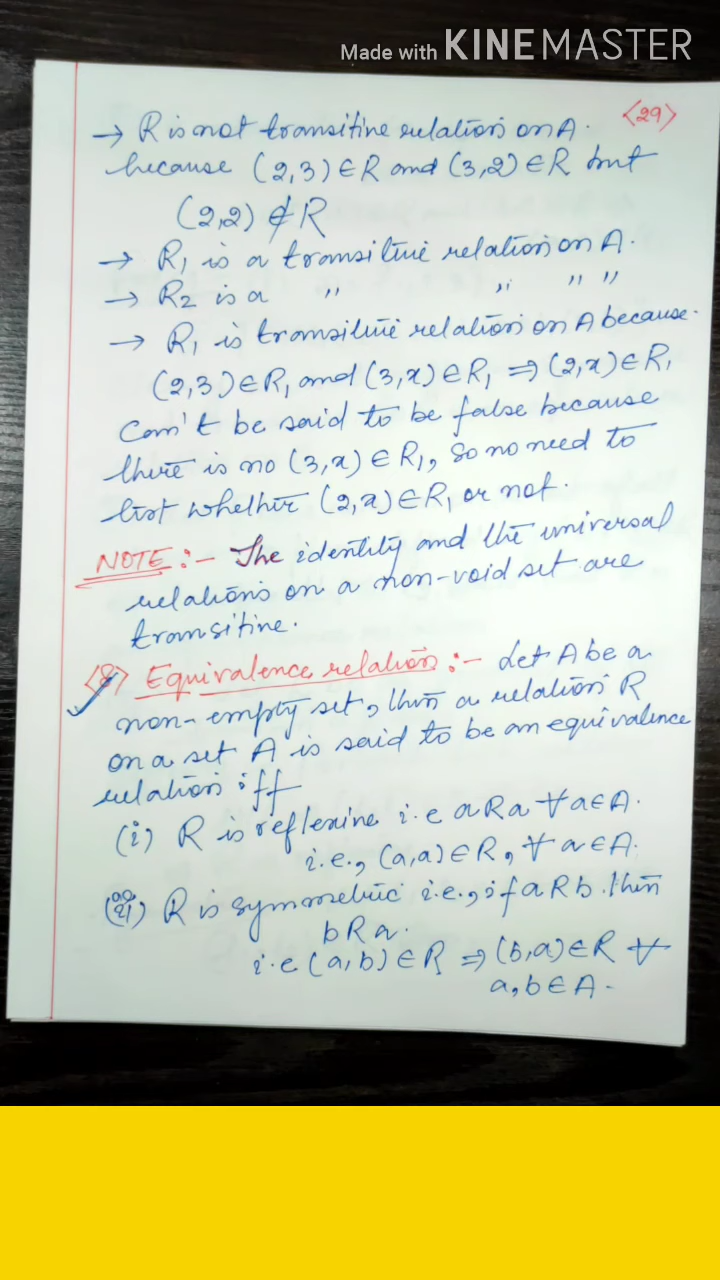 Made with KINEMASTER
<29>
→ R is not transitive relation on A.
because (2,3) ∈ R and (3,2) ∈ R but
(2,2) ∉ R
→ R₁ is a transitive relation on A.
→ R₂ is a " " " "
→ R₁ is transitive relation on A because.
(2,3) ∈ R₁ and (3,x) ∈ R₁ ⇒ (2,x) ∈ R₁
Can't be said to be false because
there is no (3,x) ∈ R₁, so no need to
test whether (2,x) ∈ R₁ or not.
NOTE :- The identity and the universal
relations on a non-void set are
transitive.
<8> Equivalence relation :- Let A be a
non-empty set, then a relation R
on a set A is said to be an equivalence
relation iff
(i) R is reflexive i.e aRa ∀ a∈A.
i.e., (a,a) ∈ R, ∀ a∈A.
(ii) R is symmetric i.e., if aRb. then
bRa.
i.e (a,b) ∈ R ⇒ (b,a) ∈ R ∀
a,b ∈ A.